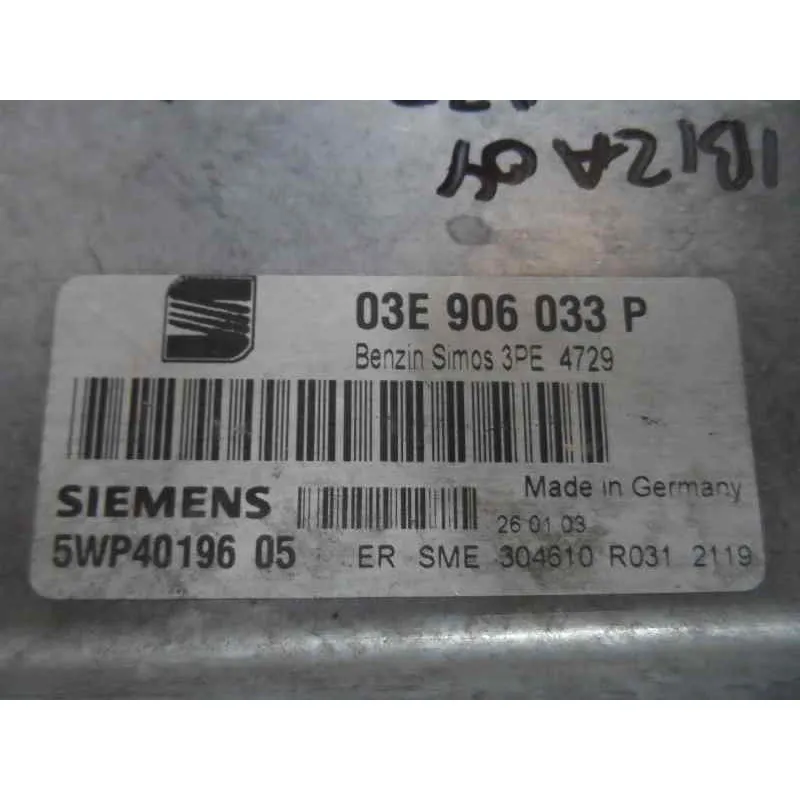 IBIZA 04
03E 906 033 P
Benzin Simos 3PE 4729
SIEMENS
Made in Germany
26 01 03
5WP40196 05 ER SME 304610 R031 2119